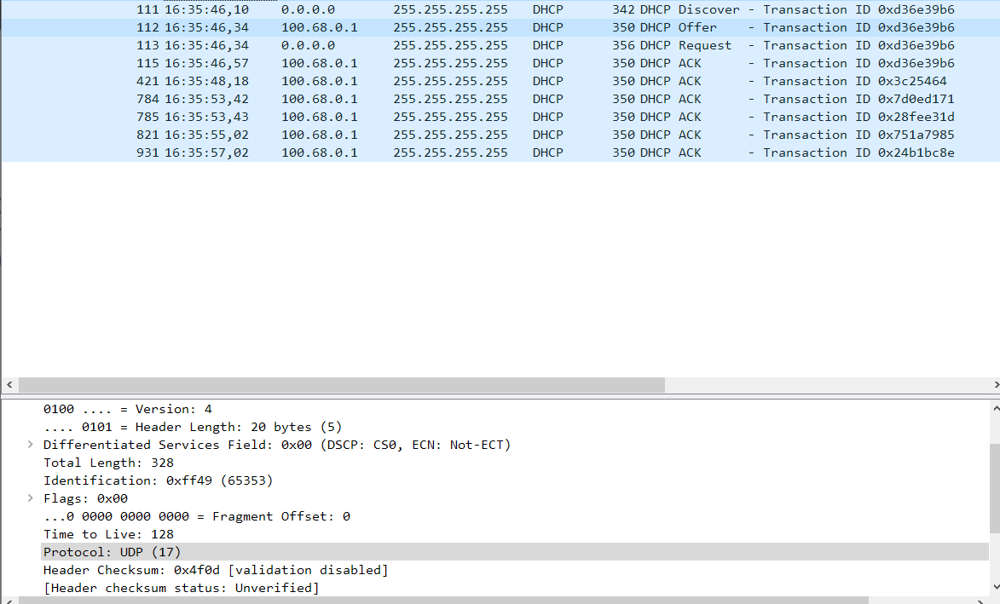 111 16:35:46,10 0.0.0.0 255.255.255.255 DHCP 342 DHCP Discover - Transaction ID 0xd36e39b6
112 16:35:46,34 100.68.0.1 255.255.255.255 DHCP 350 DHCP Offer - Transaction ID 0xd36e39b6
113 16:35:46,34 0.0.0.0 255.255.255.255 DHCP 356 DHCP Request - Transaction ID 0xd36e39b6
115 16:35:46,57 100.68.0.1 255.255.255.255 DHCP 350 DHCP ACK - Transaction ID 0xd36e39b6
421 16:35:48,18 100.68.0.1 255.255.255.255 DHCP 350 DHCP ACK - Transaction ID 0x3c25464
784 16:35:53,42 100.68.0.1 255.255.255.255 DHCP 350 DHCP ACK - Transaction ID 0x7d0ed171
785 16:35:53,43 100.68.0.1 255.255.255.255 DHCP 350 DHCP ACK - Transaction ID 0x28fee31d
821 16:35:55,02 100.68.0.1 255.255.255.255 DHCP 350 DHCP ACK - Transaction ID 0x751a7985
931 16:35:57,02 100.68.0.1 255.255.255.255 DHCP 350 DHCP ACK - Transaction ID 0x24b1bc8e
0100 .... = Version: 4
.... 0101 = Header Length: 20 bytes (5)
Differentiated Services Field: 0x00 (DSCP: CS0, ECN: Not-ECT)
Total Length: 328
Identification: 0xff49 (65353)
Flags: 0x00
...0 0000 0000 0000 = Fragment Offset: 0
Time to Live: 128
Protocol: UDP (17)
Header Checksum: 0x4f0d [validation disabled]
[Header checksum status: Unverified]